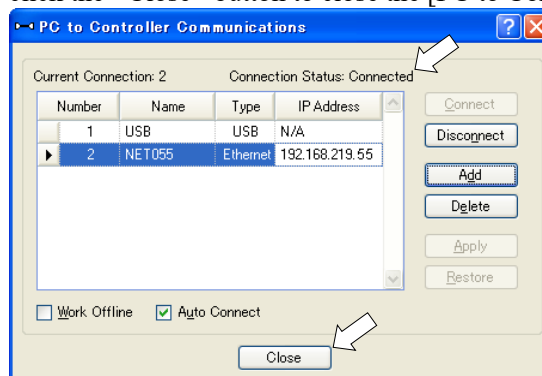 PC to Controller Communications
Current Connection: 2 Connection Status: Connected
Number Name Type IP Address
1 USB USB N/A
2 NET055 Ethernet 192.168.219.55
Connect
Disconnect
Add
Delete
Apply
Restore
Work Offline Auto Connect
Close